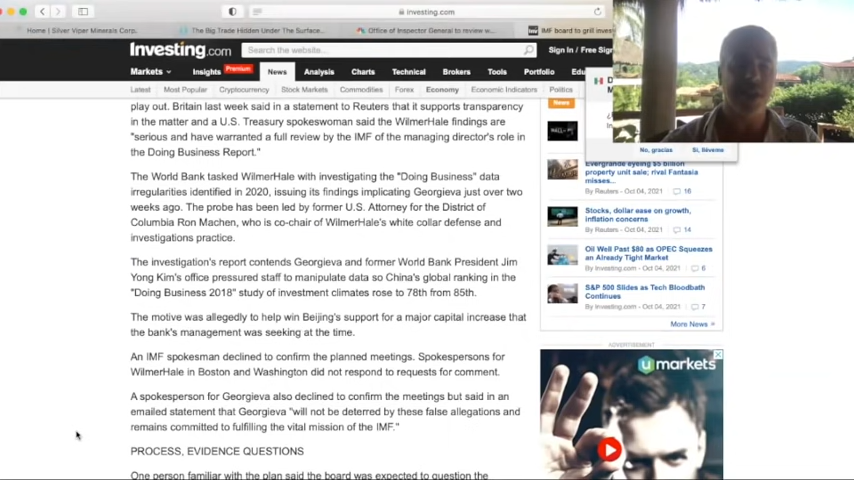 investing.com
Home | Silver Viper Minerals Corp.
The Big Trade Hidden Under The Surface...
Office of Inspector General to review w...
Inv IMF board to grill inves
Investing.com
Search the website...
Sign In / Free Sign
Markets
Insights
Premium
News
Analysis
Charts
Technical
Brokers
Tools
Portfolio
Edu
Latest
Most Popular
Cryptocurrency
Stock Markets
Commodities
Forex
Economy
Economic Indicators
Politics
play out. Britain last week said in a statement to Reuters that it supports transparency
in the matter and a U.S. Treasury spokeswoman said the WilmerHale findings are
"serious and have warranted a full review by the IMF of the managing director's role in
the Doing Business Report."
The World Bank tasked WilmerHale with investigating the "Doing Business" data
irregularities identified in 2020, issuing its findings implicating Georgieva just over two
weeks ago. The probe has been led by former U.S. Attorney for the District of
Columbia Ron Machen, who is co-chair of WilmerHale's white collar defense and
investigations practice.
The investigation's report contends Georgieva and former World Bank President Jim
Yong Kim's office pressured staff to manipulate data so China's global ranking in the
"Doing Business 2018" study of investment climates rose to 78th from 85th.
The motive was allegedly to help win Beijing's support for a major capital increase that
the bank's management was seeking at the time.
An IMF spokesman declined to confirm the planned meetings. Spokespersons for
WilmerHale in Boston and Washington did not respond to requests for comment.
A spokesperson for Georgieva also declined to confirm the meetings but said in an
emailed statement that Georgieva "will not be deterred by these false allegations and
remains committed to fulfilling the vital mission of the IMF."
PROCESS, EVIDENCE QUESTIONS
One person familiar with the plan said the board was expected to question the
D
M
No, gracias
Sí, lléveme
News
Evergrande eyeing $5 billion
property unit sale; rival Fantasia
misses...
By Reuters - Oct 04, 2021 16
Stocks, dollar ease on growth,
inflation concerns
By Reuters - Oct 04, 2021 14
Oil Well Past $80 as OPEC Squeezes
an Already Tight Market
By Investing.com - Oct 04, 2021 6
S&P 500 Slides as Tech Bloodbath
Continues
By Investing.com - Oct 04, 2021 7
More News »
ADVERTISEMENT
umarkets